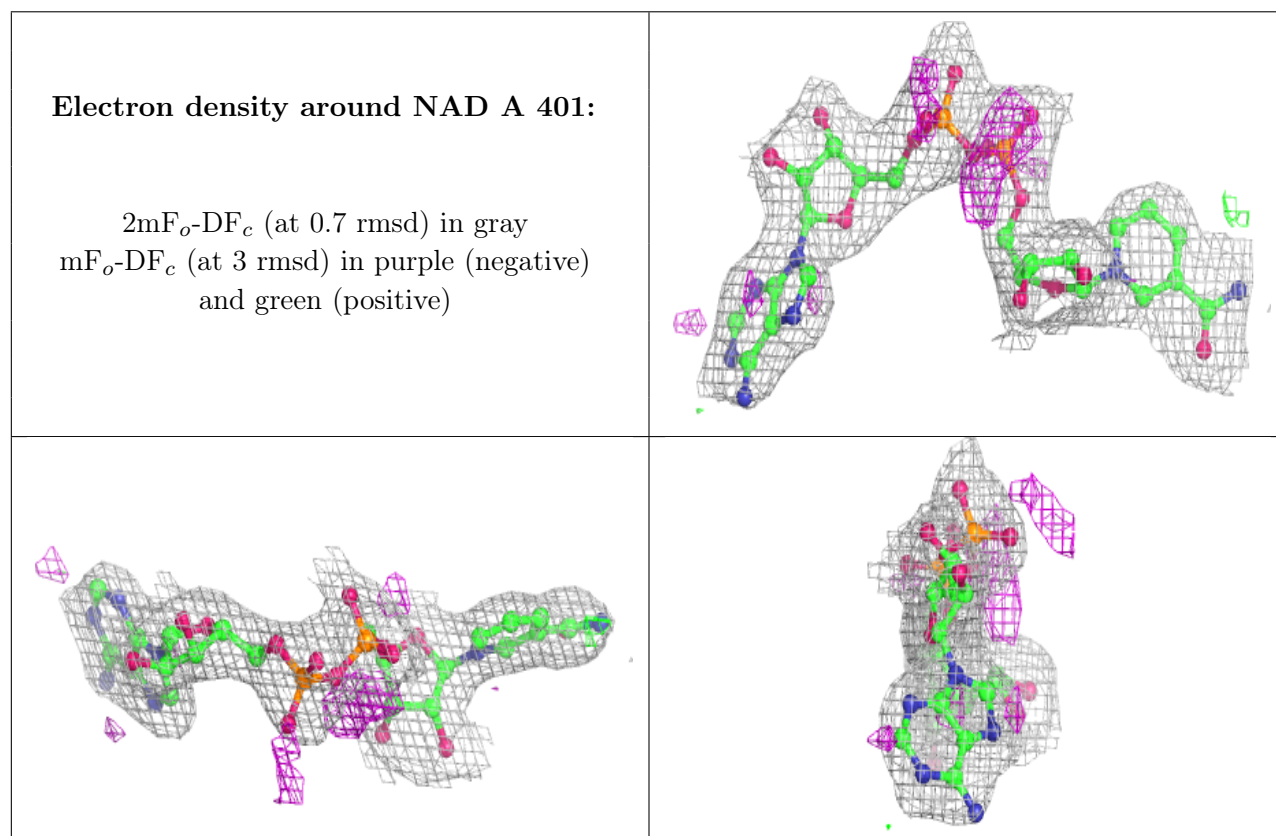 Electron density around NAD A 401:
2mFₒ-DF𝒸 (at 0.7 rmsd) in gray
mFₒ-DF𝒸 (at 3 rmsd) in purple (negative)
and green (positive)